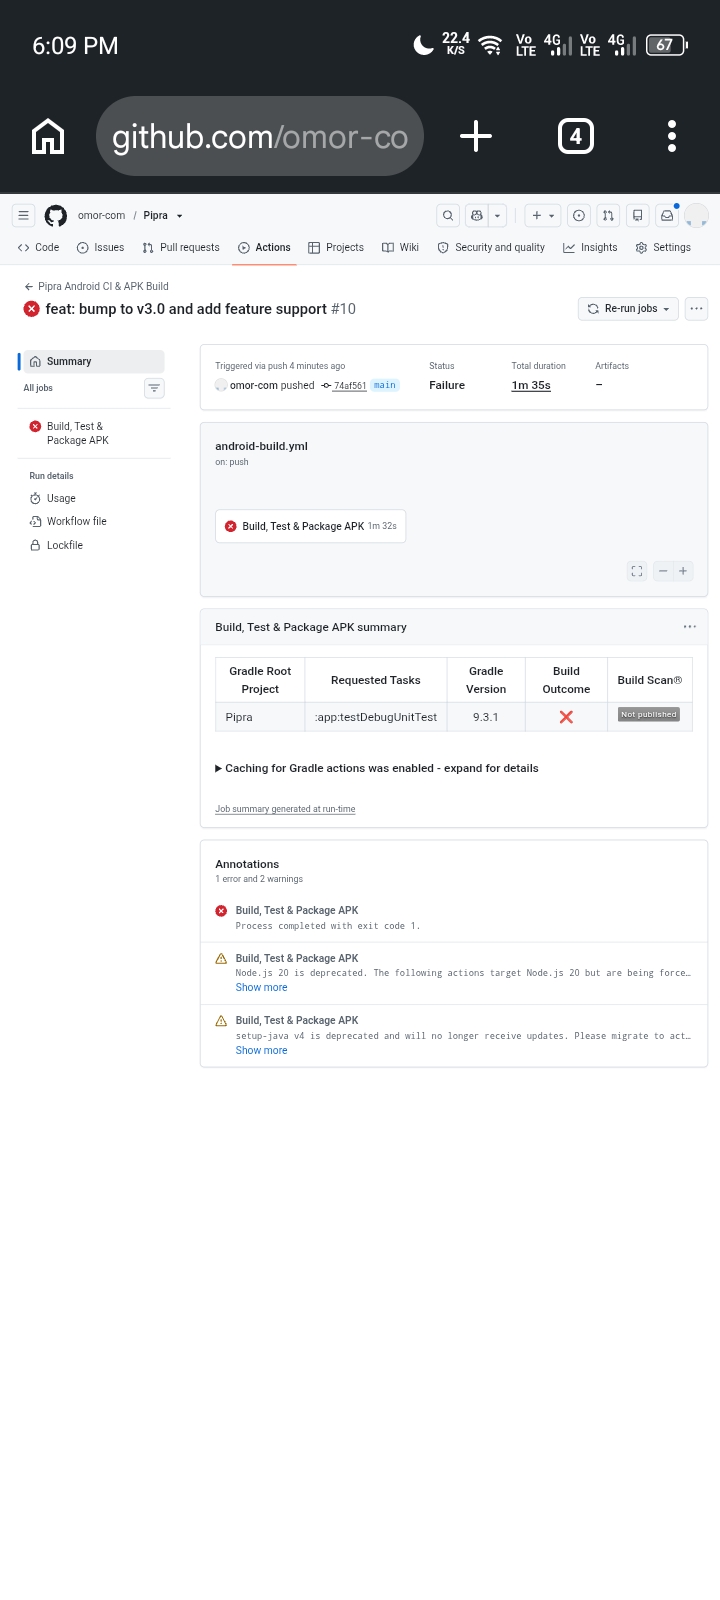 6:09 PM
22.4 K/S
Vo LTE 4G Vo LTE 4G 67
github.com/omor-co
4
omor-com / Pipra
Code Issues Pull requests Actions Projects Wiki Security and quality Insights Settings
Pipra Android CI & APK Build
feat: bump to v3.0 and add feature support #10
Re-run jobs
Summary
All jobs
Build, Test &
Package APK
Run details
Usage
Workflow file
Lockfile
Triggered via push 4 minutes ago
omor-com pushed 74af561 main
Status
Failure
Total duration
1m 35s
Artifacts
–
android-build.yml
on: push
Build, Test & Package APK 1m 32s
Build, Test & Package APK summary
Gradle Root Project Requested Tasks Gradle Version Build Outcome Build Scan®
Pipra :app:testDebugUnitTest 9.3.1 ❌ Not published
Caching for Gradle actions was enabled - expand for details
Job summary generated at run-time
Annotations
1 error and 2 warnings
Build, Test & Package APK
Process completed with exit code 1.
Build, Test & Package APK
Node.js 20 is deprecated. The following actions target Node.js 20 but are being force…
Show more
Build, Test & Package APK
setup-java v4 is deprecated and will no longer receive updates. Please migrate to act…
Show more